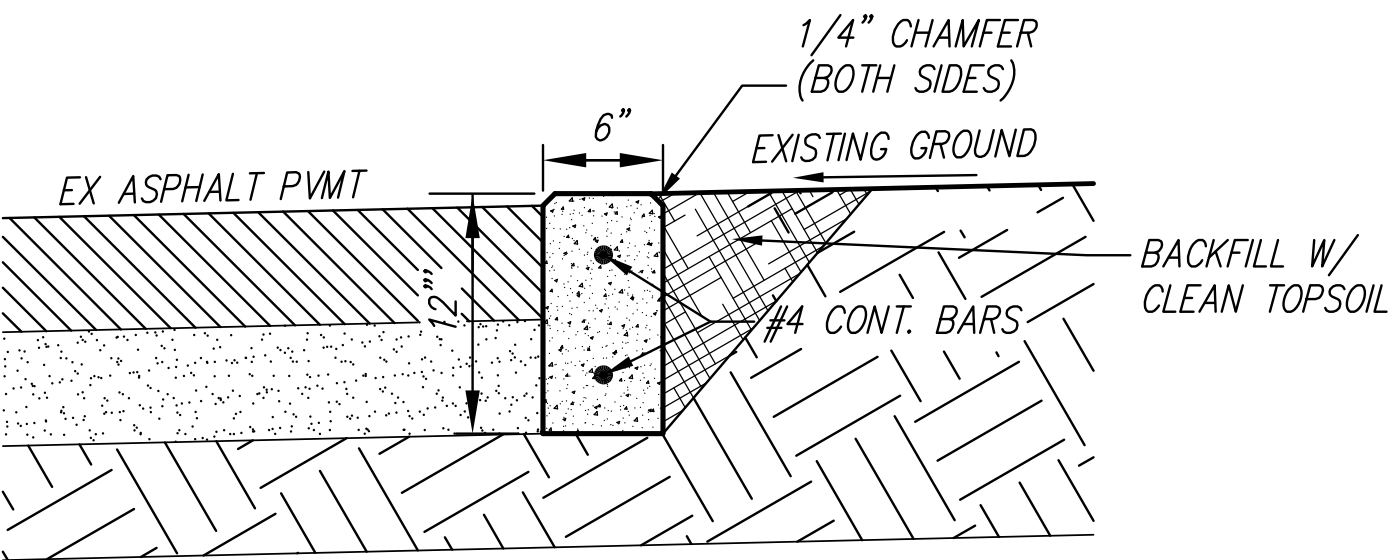 1/4” CHAMFER
(BOTH SIDES)
6”
EXISTING GROUND
EX ASPHALT PVMT
12”"
BACKFILL W/
CLEAN TOPSOIL
#4 CONT. BARS